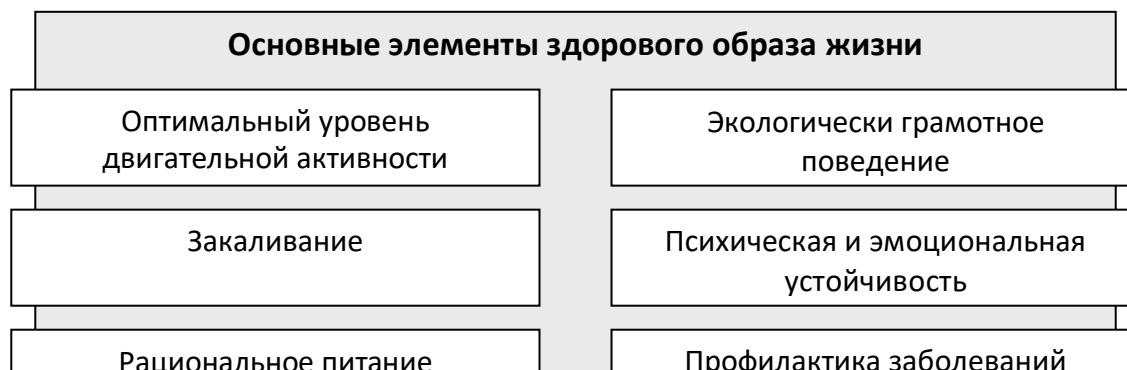 Основные элементы здорового образа жизни
Оптимальный уровень
двигательной активности
Экологически грамотное
поведение
Закаливание
Психическая и эмоциональная
устойчивость
Рациональное питание
Профилактика заболеваний